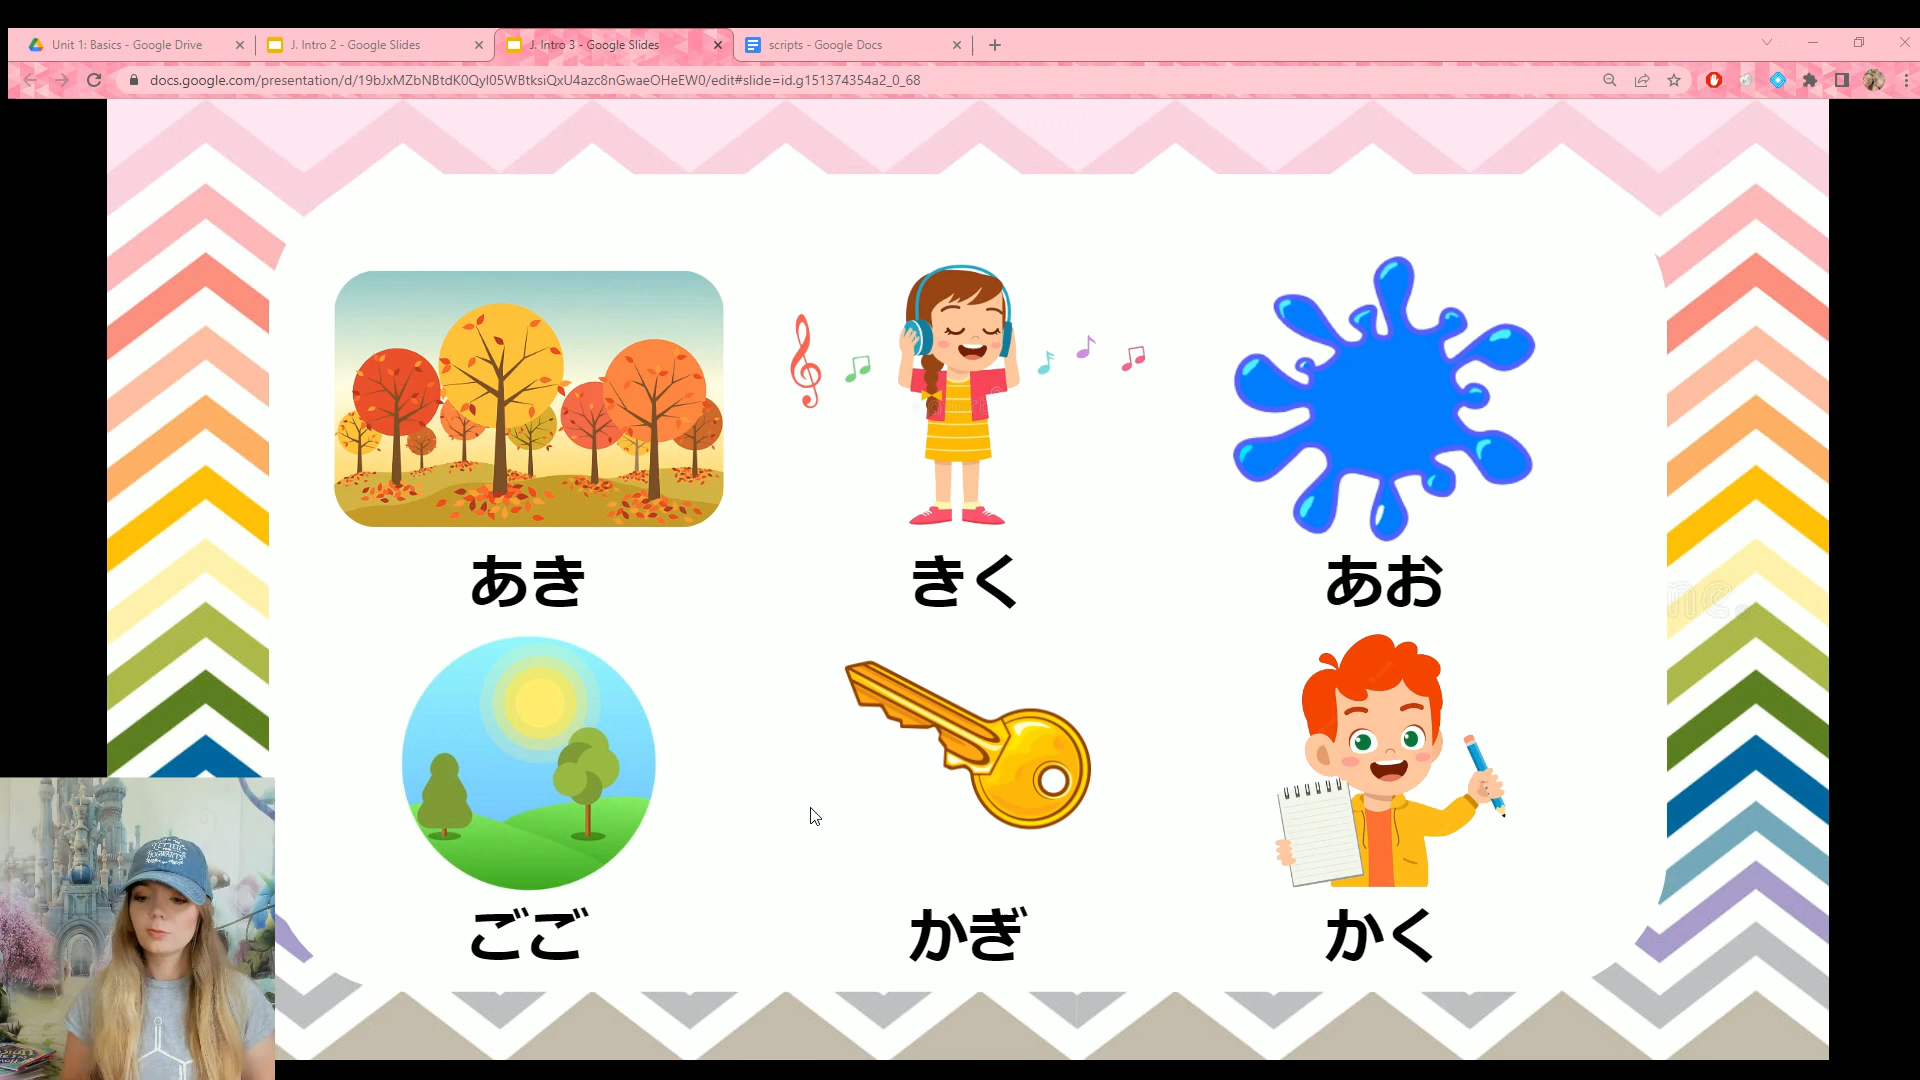 Unit 1: Basics - Google Drive
J. Intro 2 - Google Slides
J. Intro 3 - Google Slides
scripts - Google Docs
docs.google.com/presentation/d/19bJxMZbNBtdK0Qyl05WBtksiQxU4azc8nGwaeOHeEW0/edit#slide=id.g151374354a2_0_68
あき
きく
あお
ごご
かぎ
かく